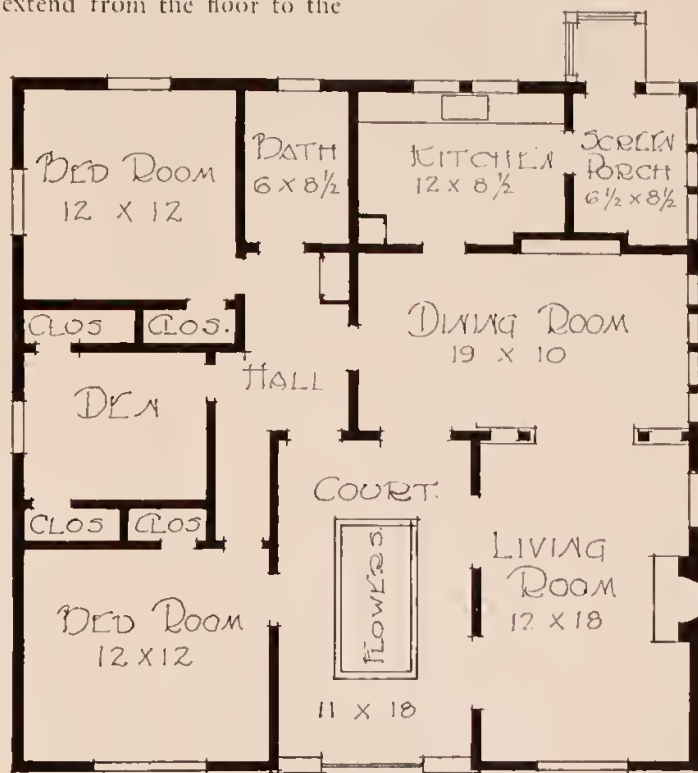 extend from the floor to the
BED ROOM
12 X 12
BATH
6 X 8½
KITCHEN
12 X 8½
SCREEN
PORCH
6½ X 8½
CLOS
CLOS.
DINING ROOM
19 X 10
HALL
DEN
COURT.
CLOS
CLOS
FLOWERS.
LIVING
ROOM
12 X 18
BED ROOM
12 X 12
11 X 18